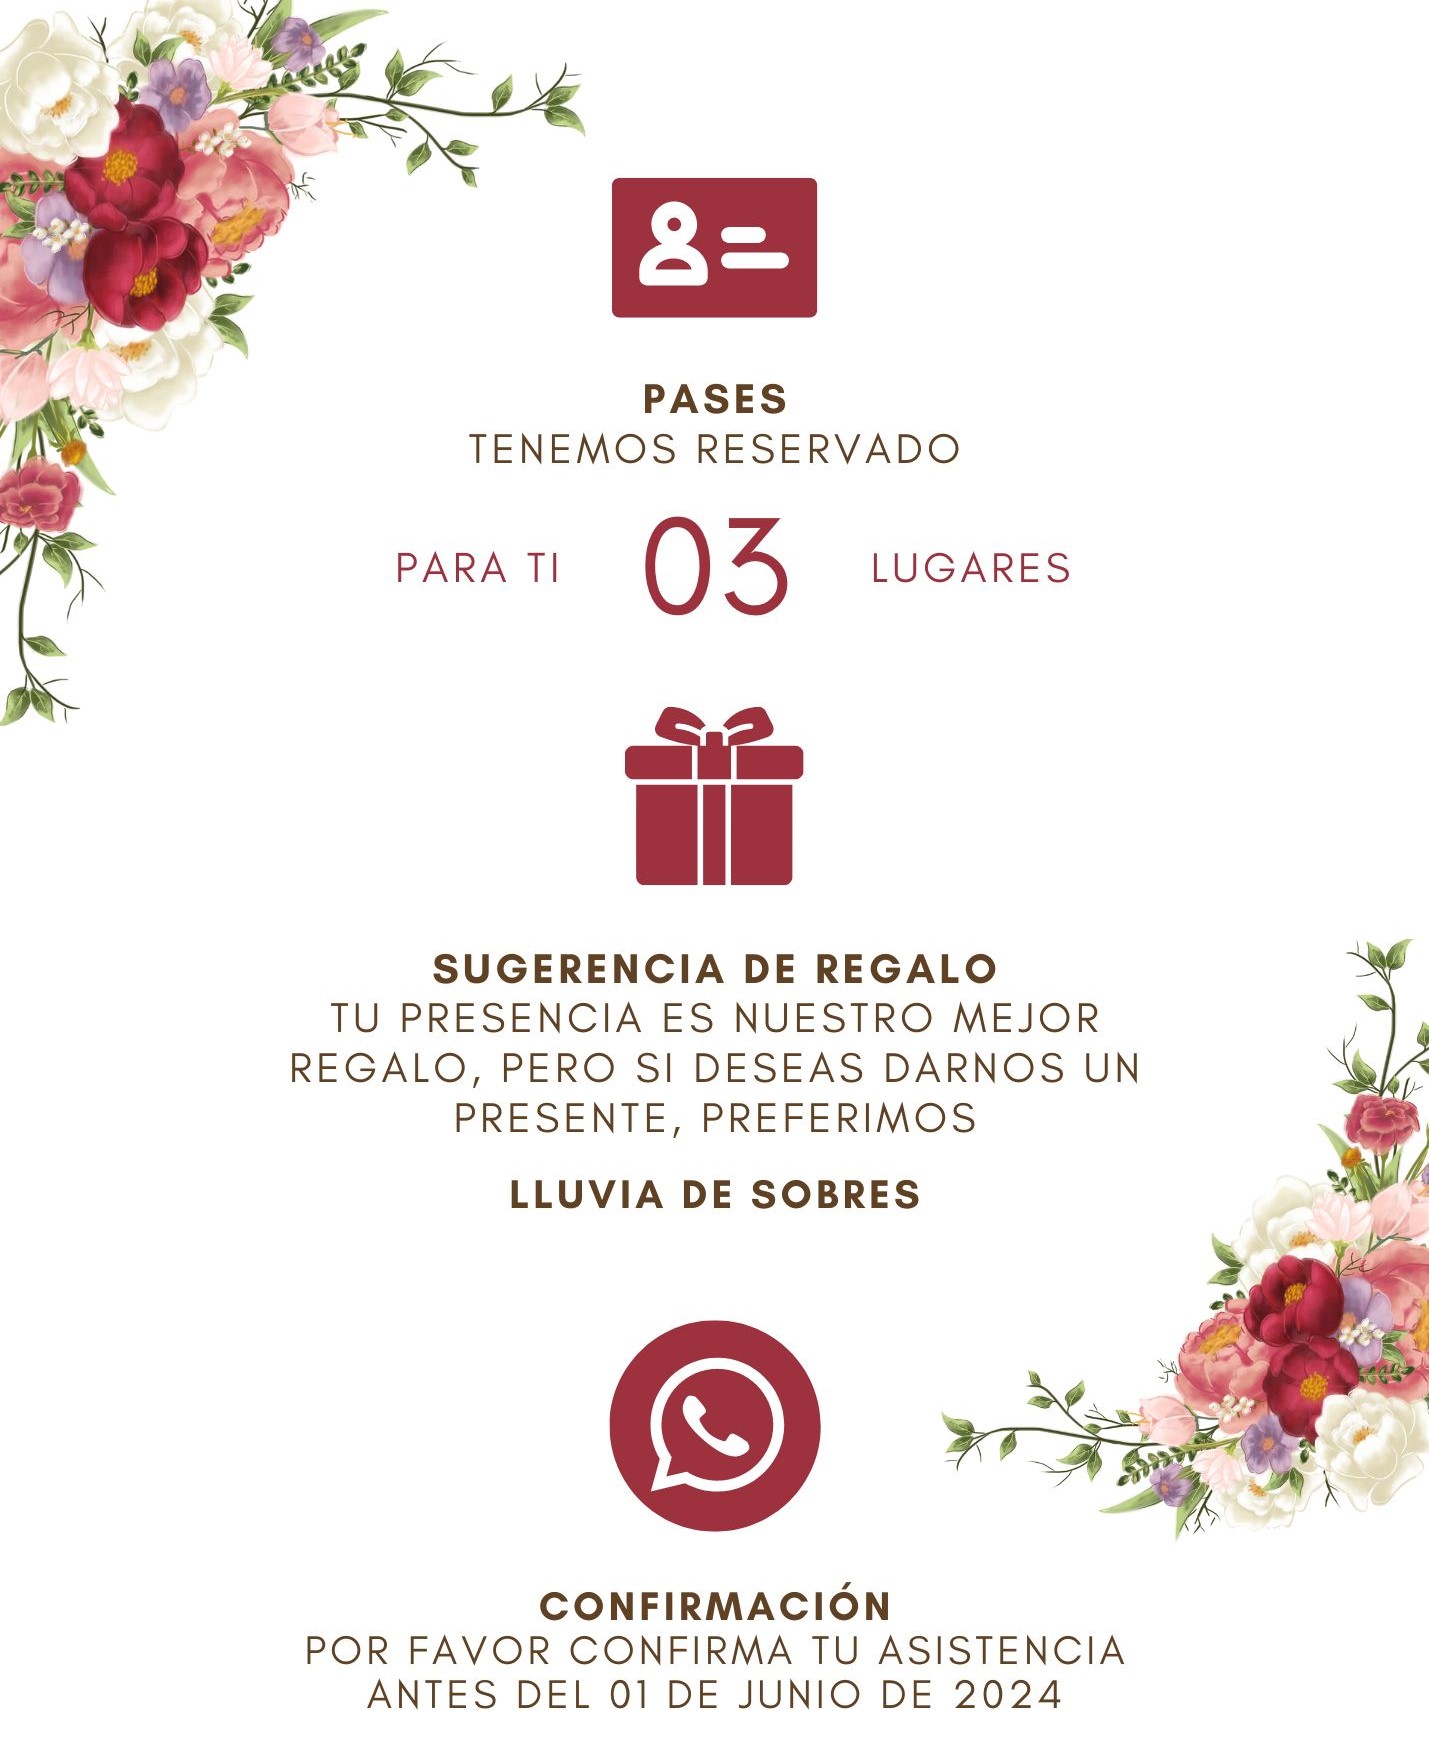 PASES
TENEMOS RESERVADO
PARA TI 03 LUGARES
SUGERENCIA DE REGALO
TU PRESENCIA ES NUESTRO MEJOR
REGALO, PERO SI DESEAS DARNOS UN
PRESENTE, PREFERIMOS
LLUVIA DE SOBRES
CONFIRMACIÓN
POR FAVOR CONFIRMA TU ASISTENCIA
ANTES DEL 01 DE JUNIO DE 2024